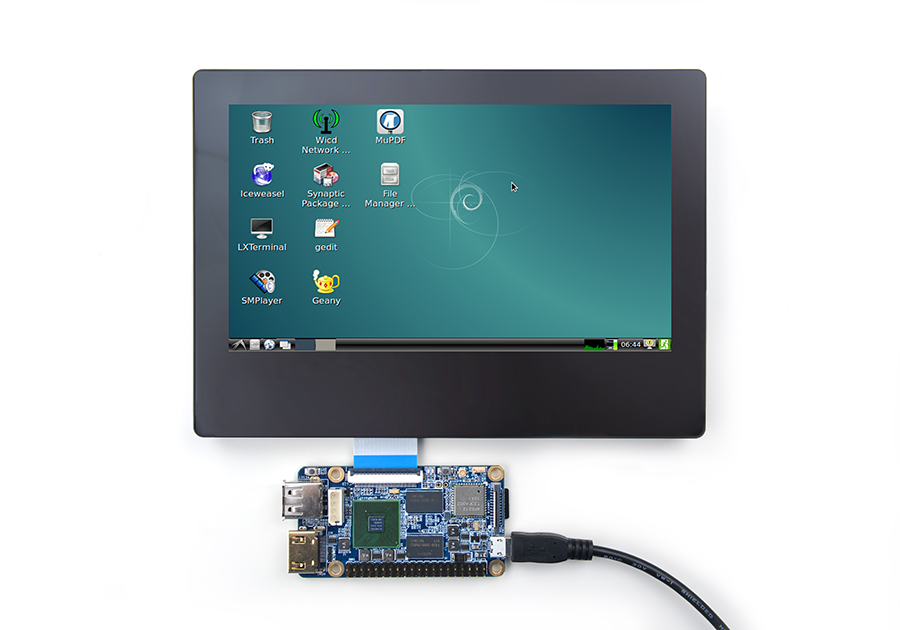 Trash
Wicd
Network ...
MuPDF
Iceweasel
Synaptic
Package ...
File
Manager ...
LXTerminal
gedit
SMPlayer
Geany
06:44